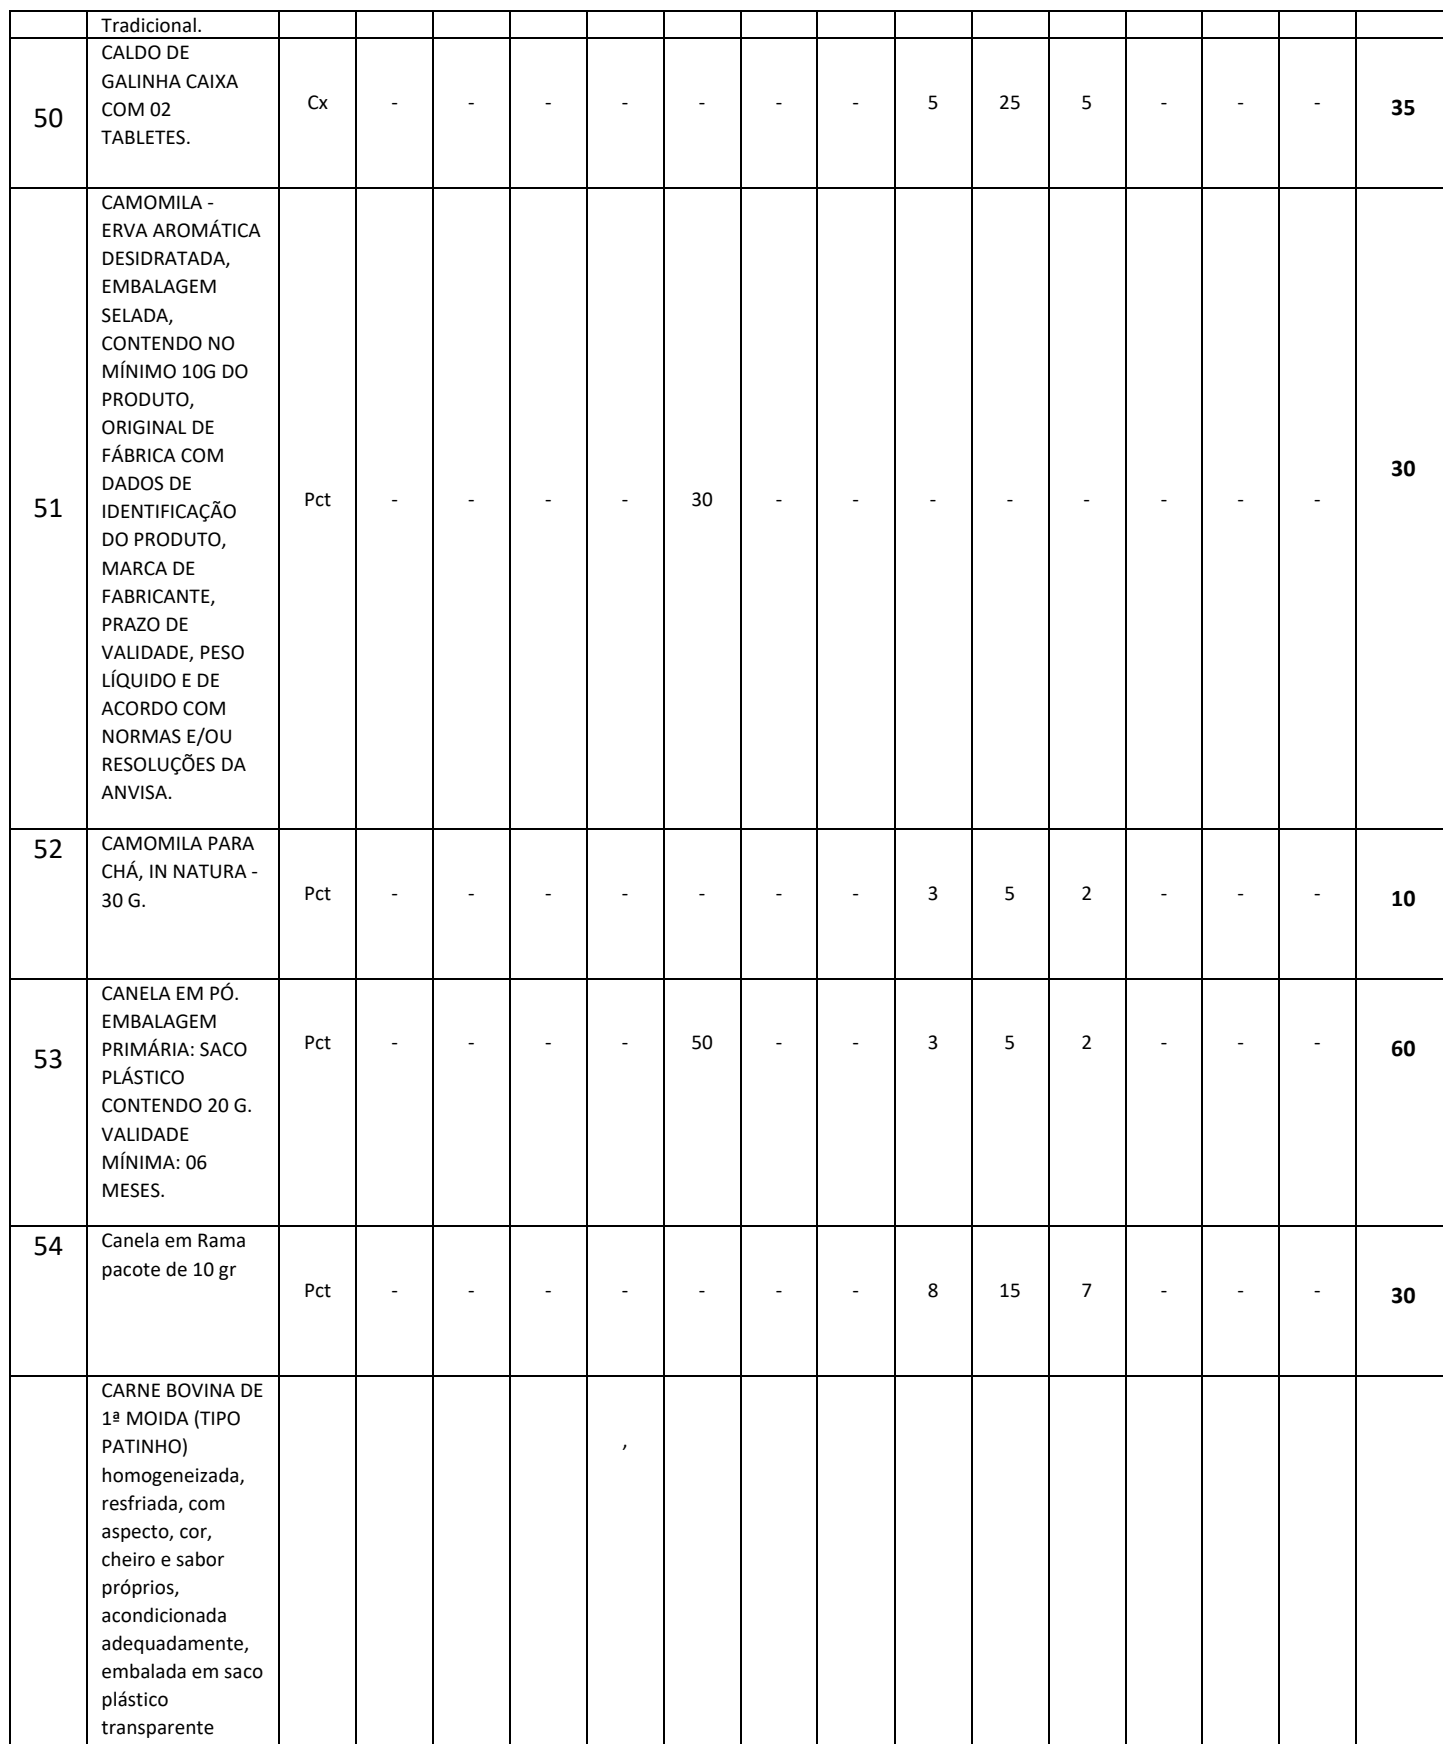 Tradicional.
CALDO DE
GALINHA CAIXA
COM 02
TABLETES.
50 Cx - - - - - - - 5 25 5 - - - 35
CAMOMILA -
ERVA AROMÁTICA
DESIDRATADA,
EMBALAGEM
SELADA,
CONTENDO NO
MÍNIMO 10G DO
PRODUTO,
ORIGINAL DE
FÁBRICA COM
DADOS DE
IDENTIFICAÇÃO
DO PRODUTO,
MARCA DE
FABRICANTE,
PRAZO DE
VALIDADE, PESO
LÍQUIDO E DE
ACORDO COM
NORMAS E/OU
RESOLUÇÕES DA
ANVISA.
51 Pct - - - - 30 - - - - - - - - 30
CAMOMILA PARA
CHÁ, IN NATURA -
30 G.
52 Pct - - - - - - - 3 5 2 - - - 10
CANELA EM PÓ.
EMBALAGEM
PRIMÁRIA: SACO
PLÁSTICO
CONTENDO 20 G.
VALIDADE
MÍNIMA: 06
MESES.
53 Pct - - - - 50 - - 3 5 2 - - - 60
Canela em Rama
pacote de 10 gr
54 Pct - - - - - - - 8 15 7 - - - 30
CARNE BOVINA DE
1ª MOIDA (TIPO
PATINHO) ,
homogeneizada,
resfriada, com
aspecto, cor,
cheiro e sabor
próprios,
acondicionada
adequadamente,
embalada em saco
plástico
transparente